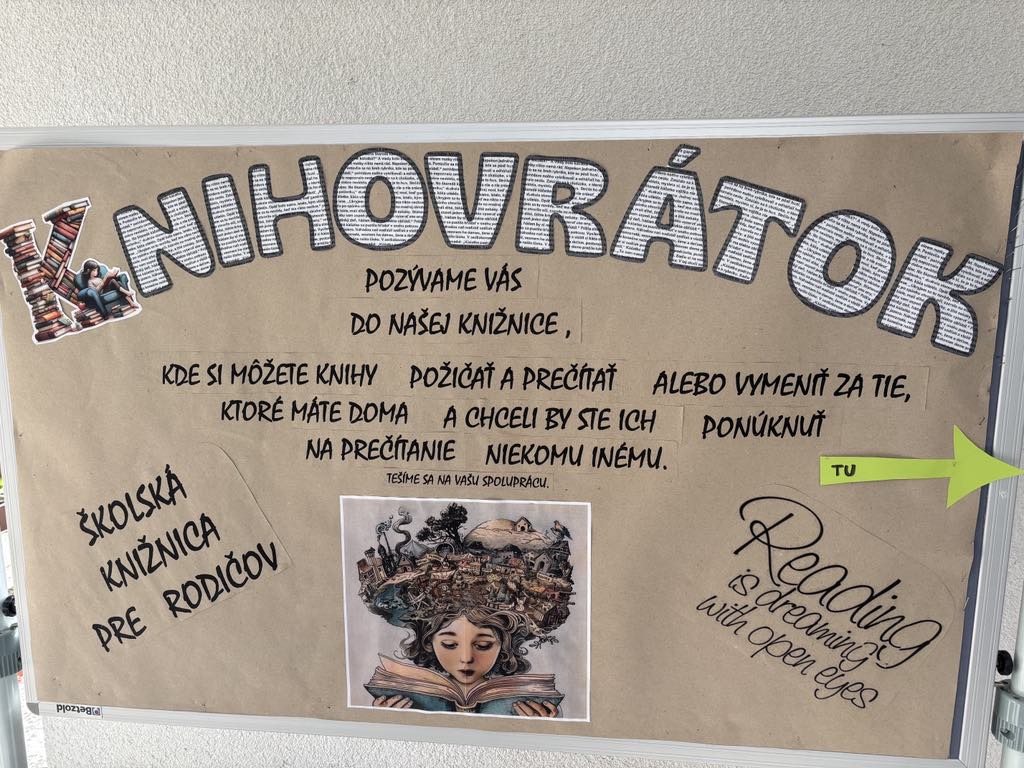 KNIHOVRÁTOK
POZÝVAME VÁS
DO NAŠEJ KNIŽNICE,
KDE SI MÔŽETE KNIHY POŽIČAŤ A PREČÍTAŤ ALEBO VYMENIŤ ZA TIE,
KTORÉ MÁTE DOMA A CHCELI BY STE ICH PONÚKNUŤ
NA PREČÍTANIE NIEKOMU INÉMU.
TEŠÍME SA NA VAŠU SPOLUPRÁCU.
TU
ŠKOLSKÁ
KNIŽNICA
PRE RODIČOV
Reading
is dreaming
with open eyes
Betzold